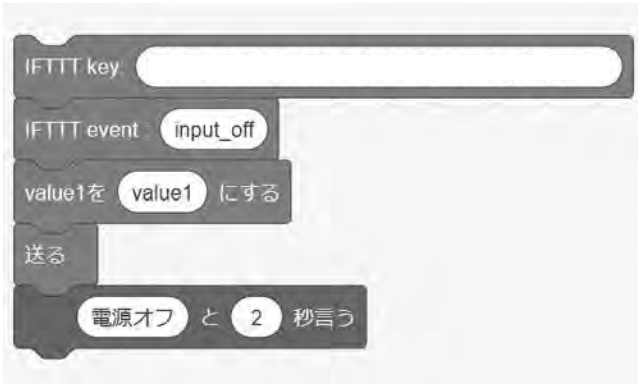 IFTTT key:
IFTTT event: input_off
value1を value1 にする
送る
電源オフ と 2 秒言う